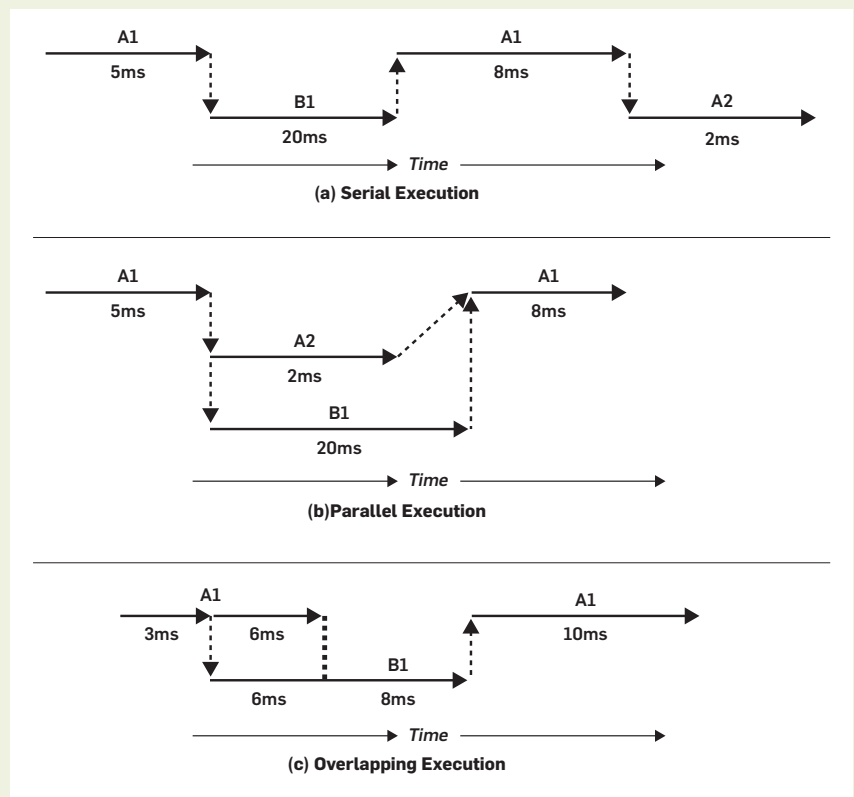 A1 A1
5ms 8ms
B1 A2
20ms 2ms
Time
(a) Serial Execution
A1 A1
5ms 8ms
A2
2ms
B1
20ms
Time
(b)Parallel Execution
A1 A1
3ms 6ms 10ms
B1
6ms 8ms
Time
(c) Overlapping Execution